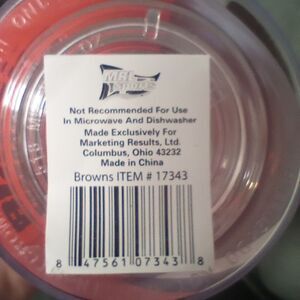 Not Recommended For Use
In Microwave And Dishwasher
Made Exclusively For
Marketing Results, Ltd.
Columbus, Ohio 43232
Made in China
Browns ITEM # 17343
8 47561 07343 8